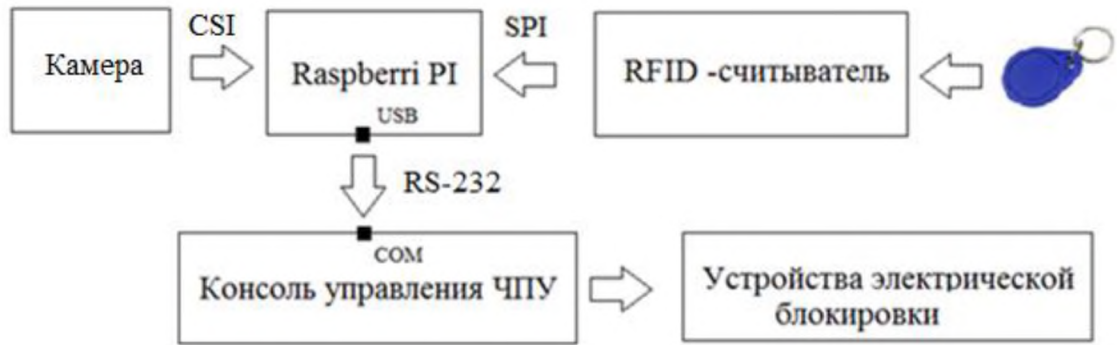 CSI
SPI
Камера
Raspberri PI
RFID -считыватель
USB
RS-232
COM
Консоль управления ЧПУ
Устройства электрической
блокировки